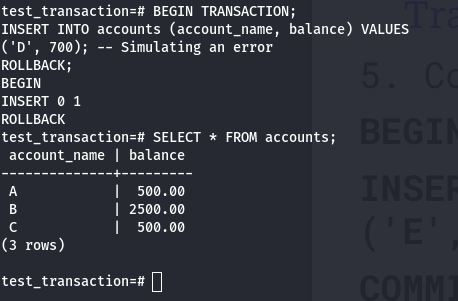 test_transaction=# BEGIN TRANSACTION;
INSERT INTO accounts (account_name, balance) VALUES
('D', 700); -- Simulating an error
ROLLBACK;
BEGIN
INSERT 0 1
ROLLBACK
test_transaction=# SELECT * FROM accounts;
 account_name | balance
--------------+---------
 A            |  500.00
 B            | 2500.00
 C            |  500.00
(3 rows)
test_transaction=#
Tra
5. Co
BEGIN
INSER
('E',
COMMI